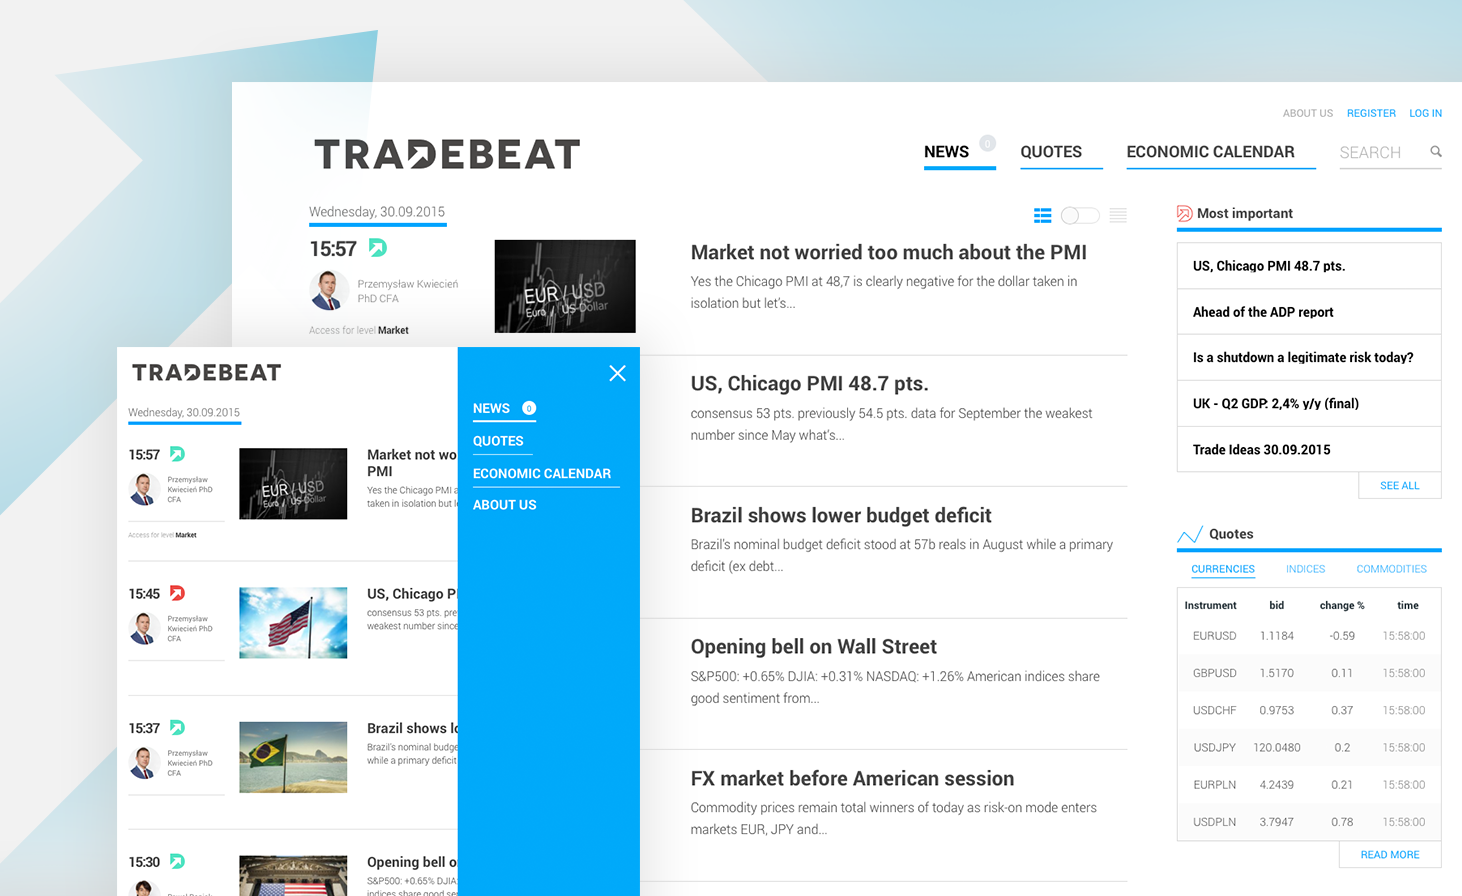 ABOUT US REGISTER LOG IN
TRADEBEAT
NEWS 0 QUOTES ECONOMIC CALENDAR SEARCH
Wednesday, 30.09.2015
15:57
Przemysław Kwiecień
PhD CFA
Access for level Market
EUR / USD
Euro / US-Dollar
Market not worried too much about the PMI
Yes the Chicago PMI at 48,7 is clearly negative for the dollar taken in
isolation but let's...
US, Chicago PMI 48.7 pts.
consensus 53 pts. previously 54.5 pts. data for September the weakest
number since May what's...
Brazil shows lower budget deficit
Brazil's nominal budget deficit stood at 57b reals in August while a primary
deficit (ex debt...
Opening bell on Wall Street
S&P500: +0.65% DJIA: +0.31% NASDAQ: +1.26% American indices share
good sentiment from...
FX market before American session
Commodity prices remain total winners of today as risk-on mode enters
markets EUR, JPY and...
Most important
US, Chicago PMI 48.7 pts.
Ahead of the ADP report
Is a shutdown a legitimate risk today?
UK - Q2 GDP: 2,4% y/y (final)
Trade Ideas 30.09.2015
SEE ALL
Quotes
CURRENCIES INDICES COMMODITIES
Instrument bid change % time
EURUSD 1.1184 -0.59 15:58:00
GBPUSD 1.5170 0.11 15:58:00
USDCHF 0.9753 0.37 15:58:00
USDJPY 120.0480 0.2 15:58:00
EURPLN 4.2439 0.21 15:58:00
USDPLN 3.7947 0.78 15:58:00
READ MORE
TRADEBEAT
Wednesday, 30.09.2015
15:57
Przemysław
Kwiecień PhD
CFA
Access for level Market
EUR / USD
Euro / US-Dollar
Market not wo
PMI
Yes the Chicago PMI a
taken in isolation but l
15:45
Przemysław
Kwiecień PhD
CFA
US, Chicago P
consensus 53 pts. pre
weakest number since
15:37
Przemysław
Kwiecień PhD
CFA
Brazil shows lo
Brazil's nominal budge
while a primary deficit
15:30
Opening bell o
S&P500: +0.65% DJIA:
indices share good sen
NEWS 0
QUOTES
ECONOMIC CALENDAR
ABOUT US